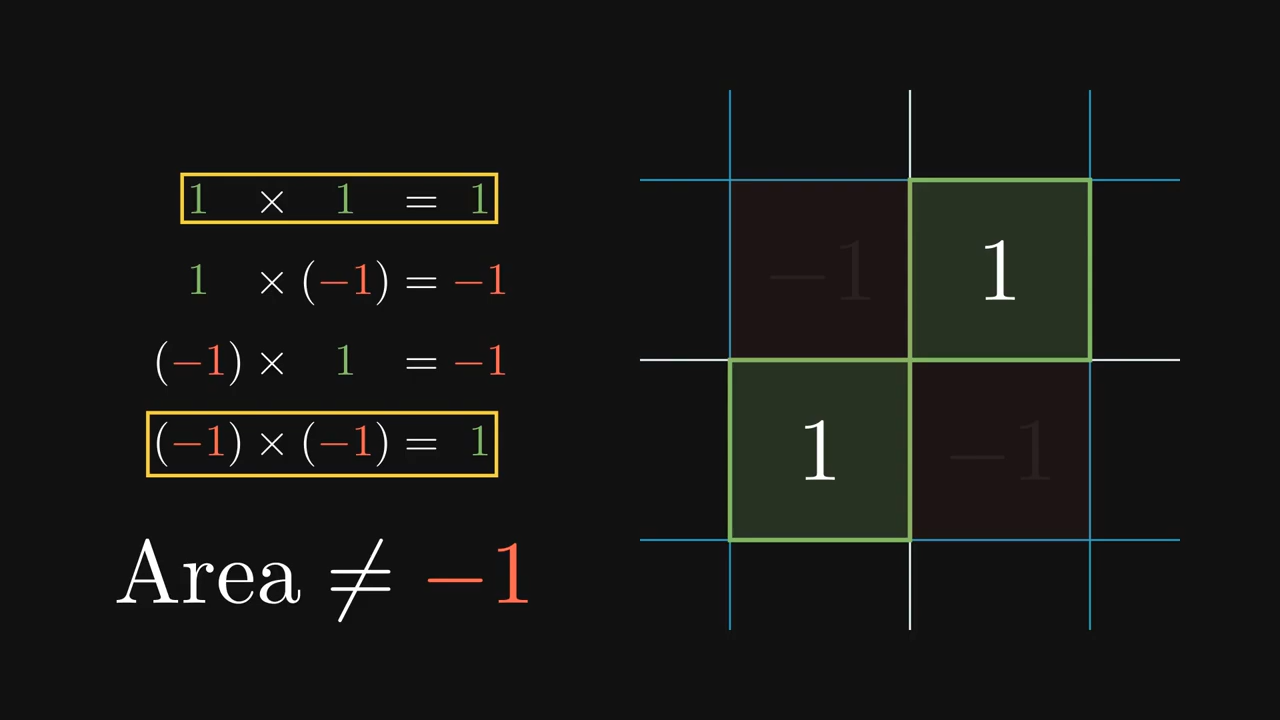 1 × 1 = 1
1 × (−1) = −1
(−1) × 1 = −1
(−1) × (−1) = 1
Area ≠ −1
−1 1
1 −1